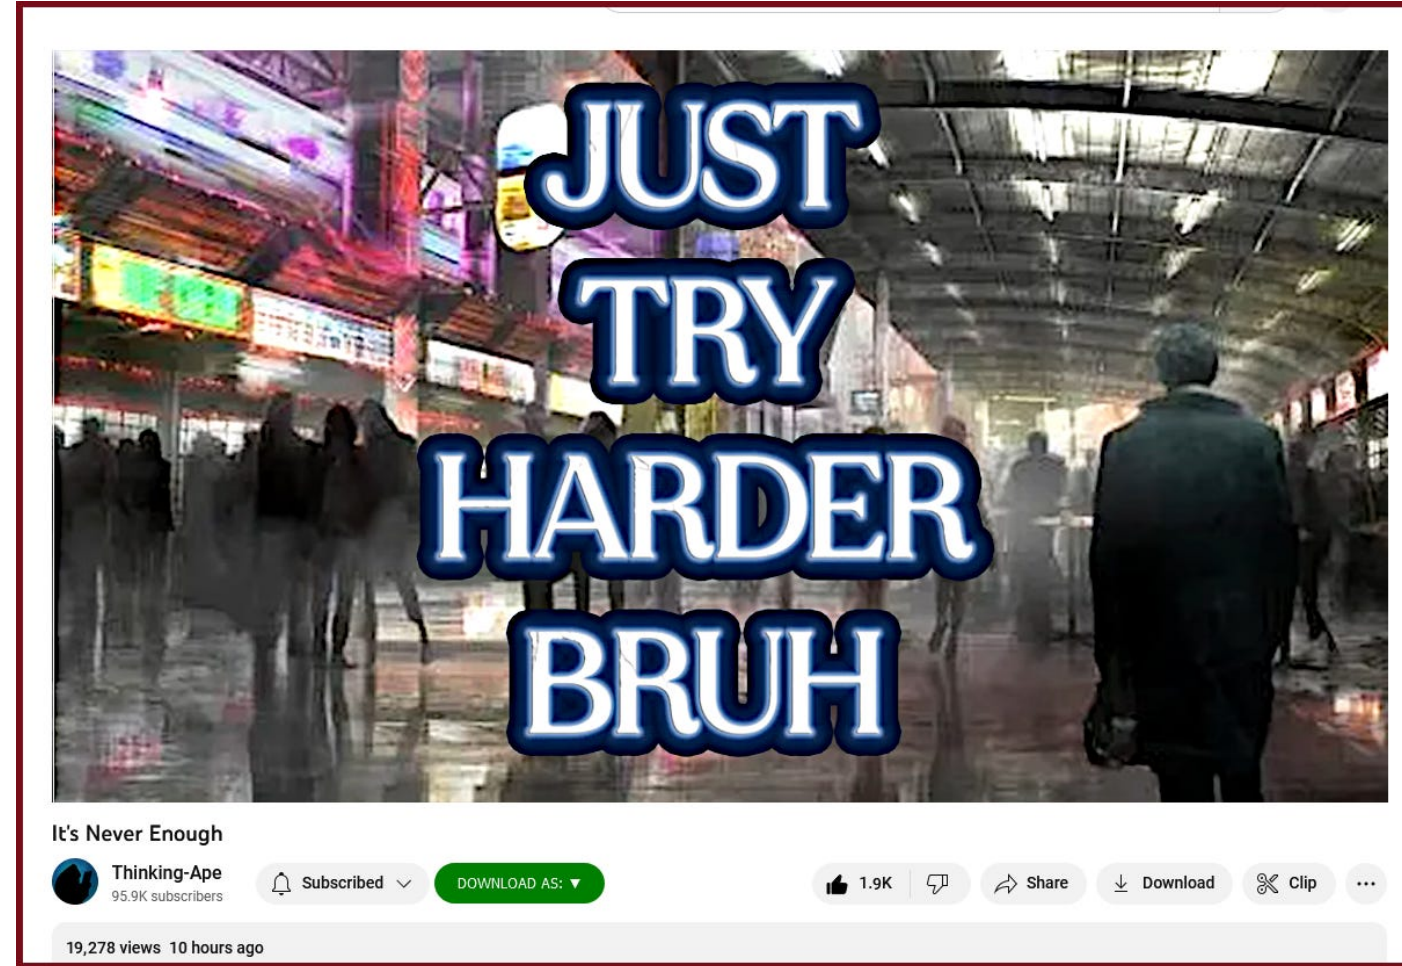 JUST
TRY
HARDER
BRUH
It's Never Enough
Thinking-Ape
95.9K subscribers
Subscribed
DOWNLOAD AS: ▼
1.9K
Share
Download
Clip
...
19,278 views 10 hours ago